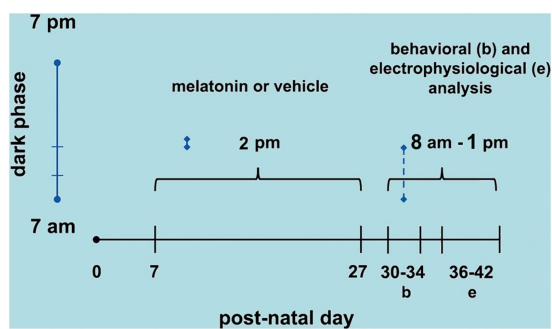 7 pm
behavioral (b) and
electrophysiological (e)
analysis
melatonin or vehicle
dark phase
2 pm
8 am - 1 pm
7 am
0
7
27
30-34
36-42
b
e
post-natal day